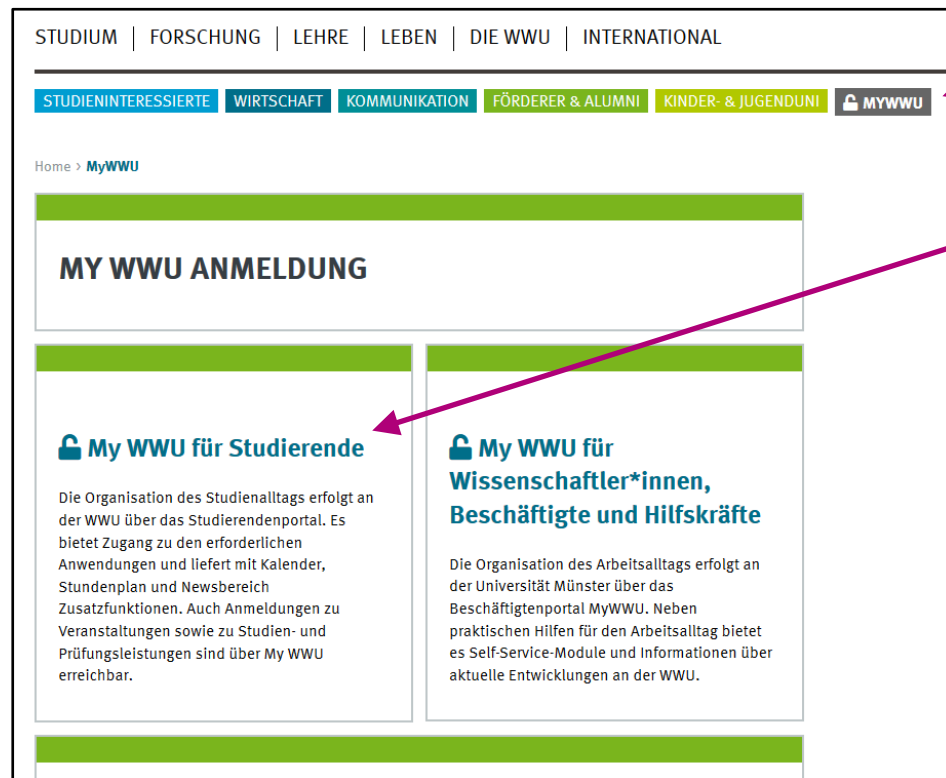 STUDIUM | FORSCHUNG | LEHRE | LEBEN | DIE WWU | INTERNATIONAL
STUDIENINTERESSIERTE WIRTSCHAFT KOMMUNIKATION FÖRDERER & ALUMNI KINDER- & JUGENDUNI MYWWU
Home > MyWWU
MY WWU ANMELDUNG
My WWU für Studierende
Die Organisation des Studienalltags erfolgt an
der WWU über das Studierendenportal. Es
bietet Zugang zu den erforderlichen
Anwendungen und liefert mit Kalender,
Stundenplan und Newsbereich
Zusatzfunktionen. Auch Anmeldungen zu
Veranstaltungen sowie zu Studien- und
Prüfungsleistungen sind über My WWU
erreichbar.
My WWU für
Wissenschaftler*innen,
Beschäftigte und Hilfskräfte
Die Organisation des Arbeitsalltags erfolgt an
der Universität Münster über das
Beschäftigtenportal MyWWU. Neben
praktischen Hilfen für den Arbeitsalltag bietet
es Self-Service-Module und Informationen über
aktuelle Entwicklungen an der WWU.